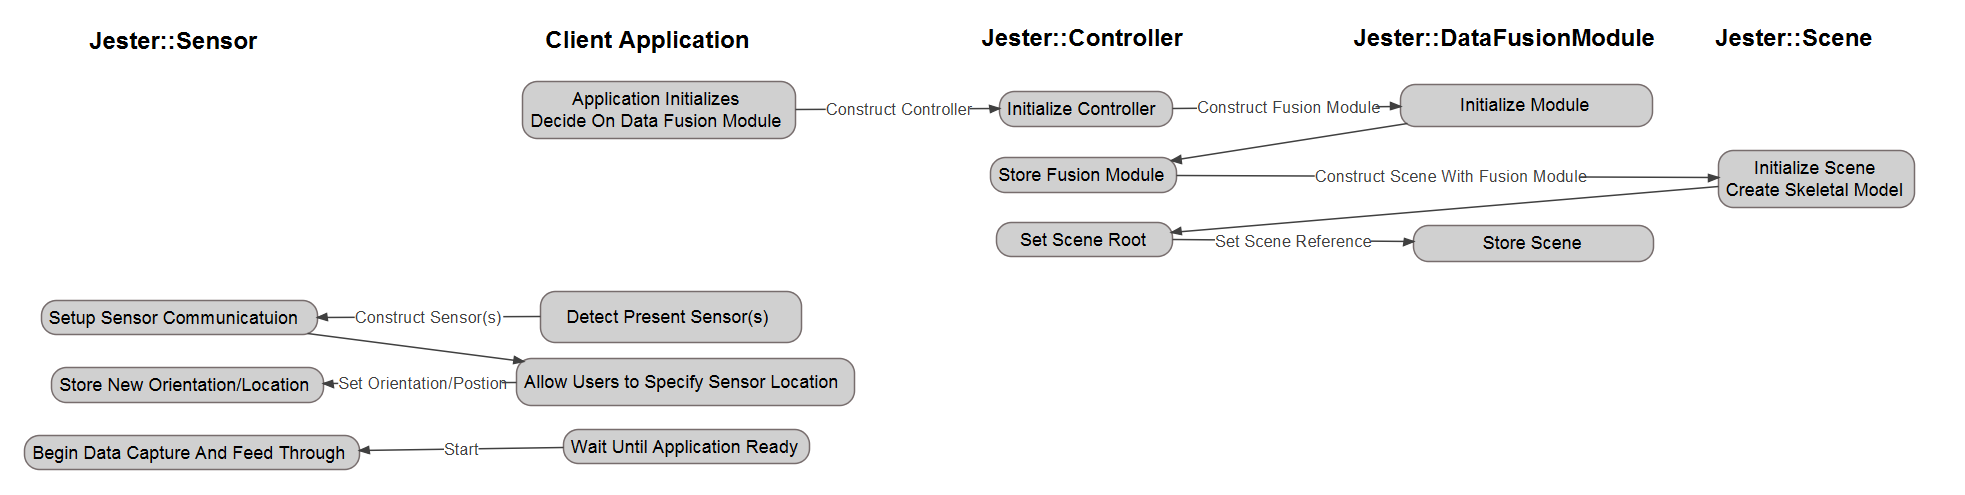 Jester::Sensor
Client Application
Jester::Controller
Jester::DataFusionModule
Jester::Scene
Application Initializes
Decide On Data Fusion Module
Construct Controller
Initialize Controller
Construct Fusion Module
Initialize Module
Store Fusion Module
Construct Scene With Fusion Module
Initialize Scene
Create Skeletal Model
Set Scene Root
Set Scene Reference
Store Scene
Setup Sensor Communicatuion
Construct Sensor(s)
Detect Present Sensor(s)
Store New Orientation/Location
Set Orientation/Postion
Allow Users to Specify Sensor Location
Begin Data Capture And Feed Through
Start
Wait Until Application Ready